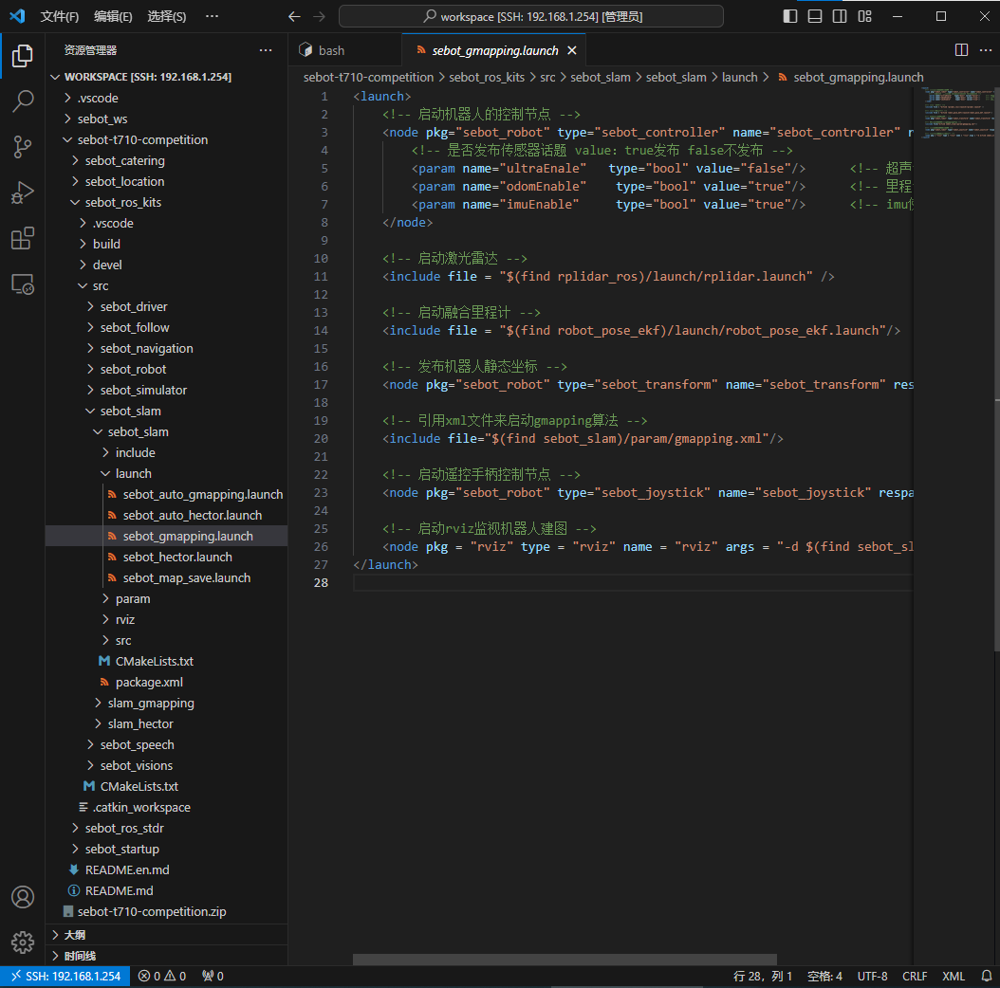 文件(F) 编辑(E) 选择(S) ··· workspace [SSH: 192.168.1.254] [管理员]
资源管理器 ···
WORKSPACE [SSH: 192.168.1.254]
.vscode
sebot_ws
sebot-t710-competition
sebot_catering
sebot_location
sebot_ros_kits
.vscode
build
devel
src
sebot_driver
sebot_follow
sebot_navigation
sebot_robot
sebot_simulator
sebot_slam
sebot_slam
include
launch
sebot_auto_gmapping.launch
sebot_auto_hector.launch
sebot_gmapping.launch
sebot_hector.launch
sebot_map_save.launch
param
rviz
src
CMakeLists.txt
package.xml
slam_gmapping
slam_hector
sebot_speech
sebot_visions
CMakeLists.txt
.catkin_workspace
sebot_ros_stdr
sebot_startup
README.en.md
README.md
sebot-t710-competition.zip
大纲
时间线
bash sebot_gmapping.launch
sebot-t710-competition > sebot_ros_kits > src > sebot_slam > sebot_slam > launch > sebot_gmapping.launch
1 <launch>
2 <!-- 启动机器人的控制节点 -->
3 <node pkg="sebot_robot" type="sebot_controller" name="sebot_controller" r
4 <!-- 是否发布传感器话题 value: true发布 false不发布 -->
5 <param name="ultraEnale" type="bool" value="false"/> <!-- 超声
6 <param name="odomEnable" type="bool" value="true"/> <!-- 里程
7 <param name="imuEnable" type="bool" value="true"/> <!-- imu传
8 </node>
9
10 <!-- 启动激光雷达 -->
11 <include file = "$(find rplidar_ros)/launch/rplidar.launch" />
12
13 <!-- 启动融合里程计 -->
14 <include file = "$(find robot_pose_ekf)/launch/robot_pose_ekf.launch"/>
15
16 <!-- 发布机器人静态坐标 -->
17 <node pkg="sebot_robot" type="sebot_transform" name="sebot_transform" res
18
19 <!-- 引用xml文件来启动gmapping算法 -->
20 <include file="$(find sebot_slam)/param/gmapping.xml"/>
21
22 <!-- 启动遥控手柄控制节点 -->
23 <node pkg="sebot_robot" type="sebot_joystick" name="sebot_joystick" respa
24
25 <!-- 启动rviz监视机器人建图 -->
26 <node pkg = "rviz" type = "rviz" name = "rviz" args = "-d $(find sebot_sl
27 </launch>
28
SSH: 192.168.1.254 0 0 0 行 28, 列 1 空格: 4 UTF-8 CRLF XML